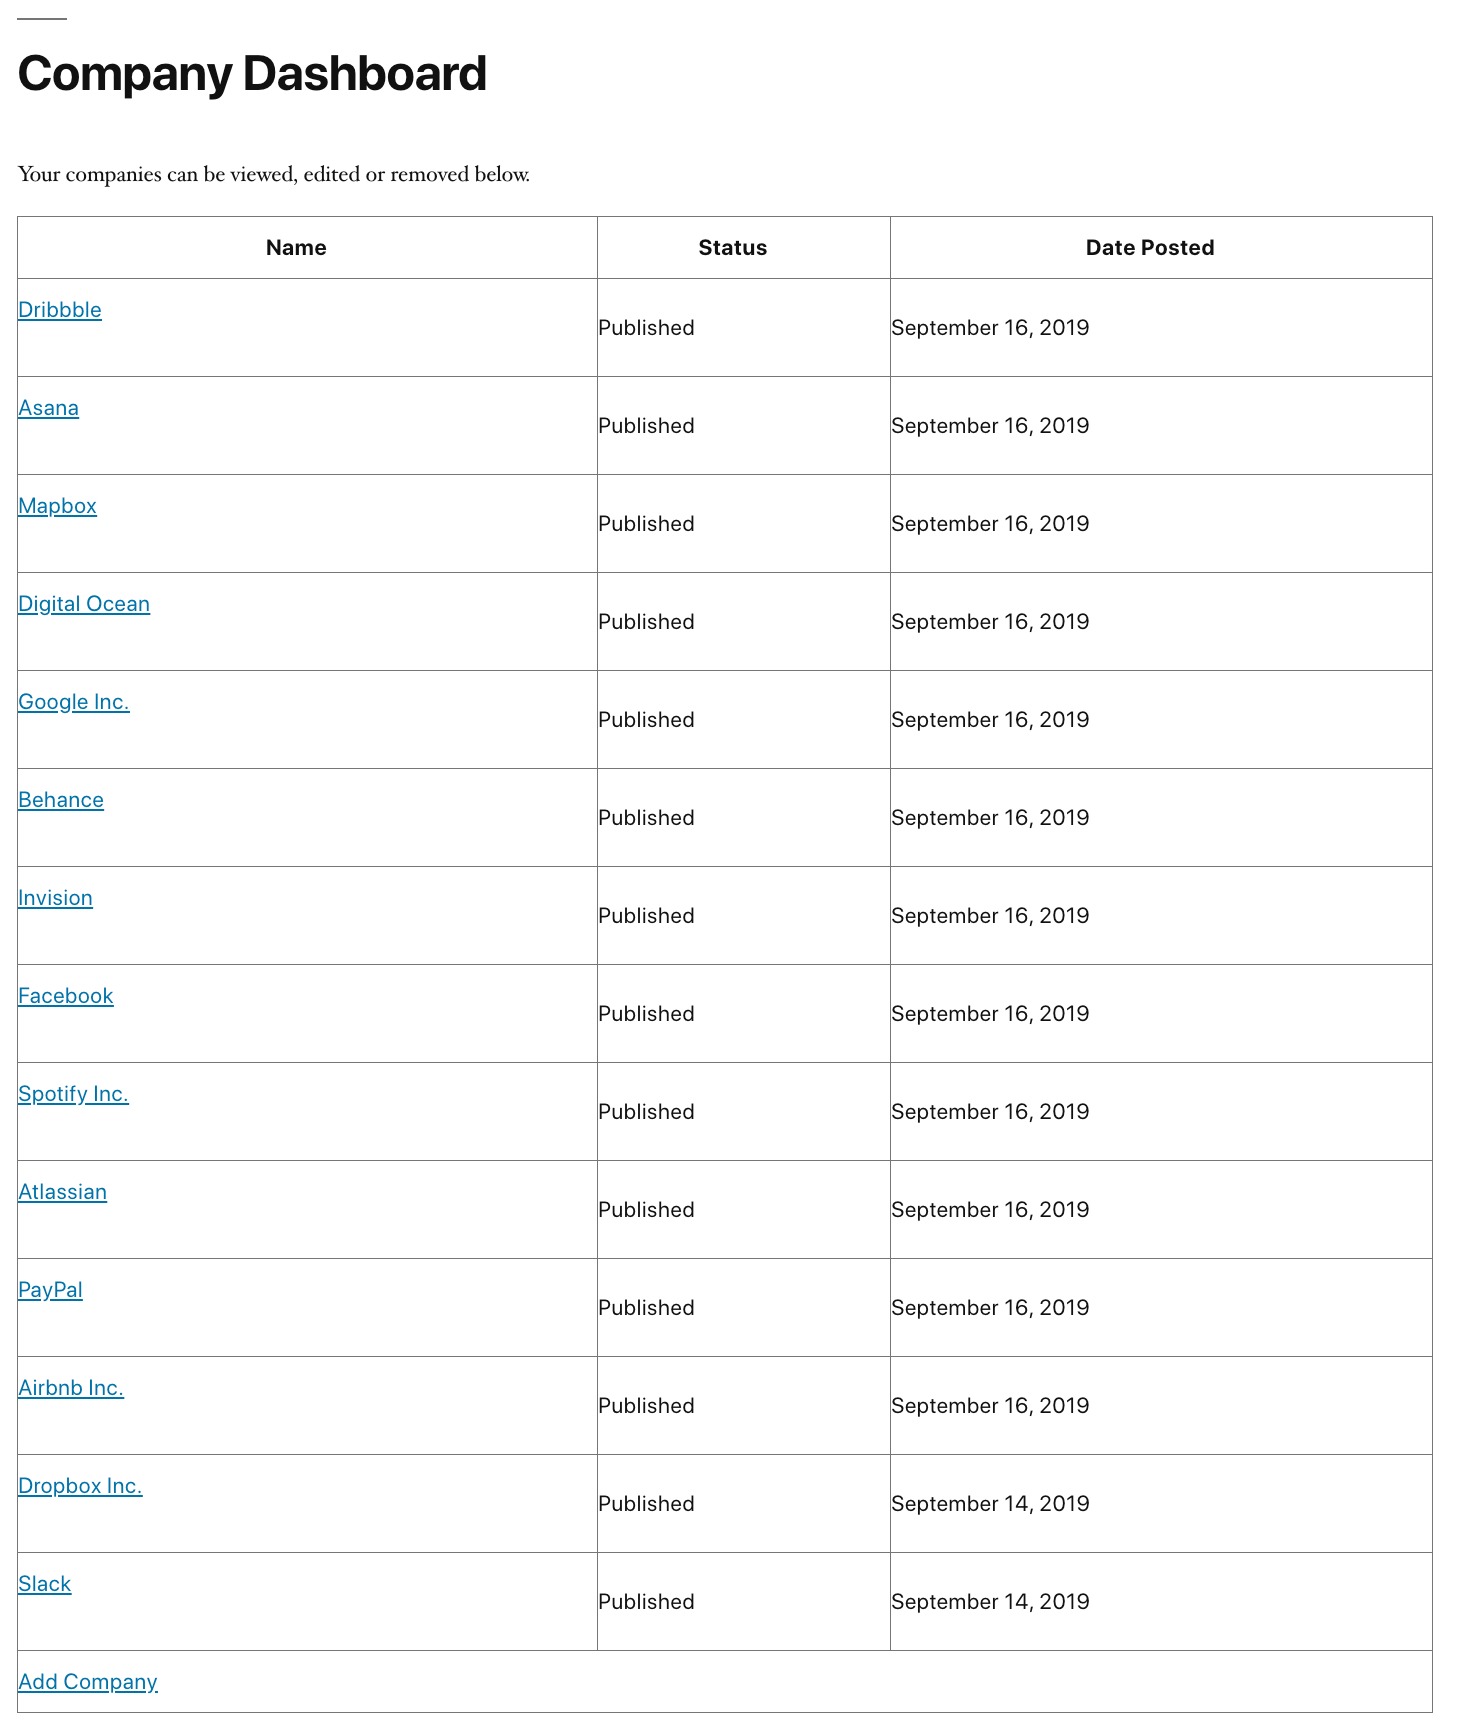 Company Dashboard
Your companies can be viewed, edited or removed below.
Name Status Date Posted
Dribbble Published September 16, 2019
Asana Published September 16, 2019
Mapbox Published September 16, 2019
Digital Ocean Published September 16, 2019
Google Inc. Published September 16, 2019
Behance Published September 16, 2019
Invision Published September 16, 2019
Facebook Published September 16, 2019
Spotify Inc. Published September 16, 2019
Atlassian Published September 16, 2019
PayPal Published September 16, 2019
Airbnb Inc. Published September 16, 2019
Dropbox Inc. Published September 14, 2019
Slack Published September 14, 2019
Add Company